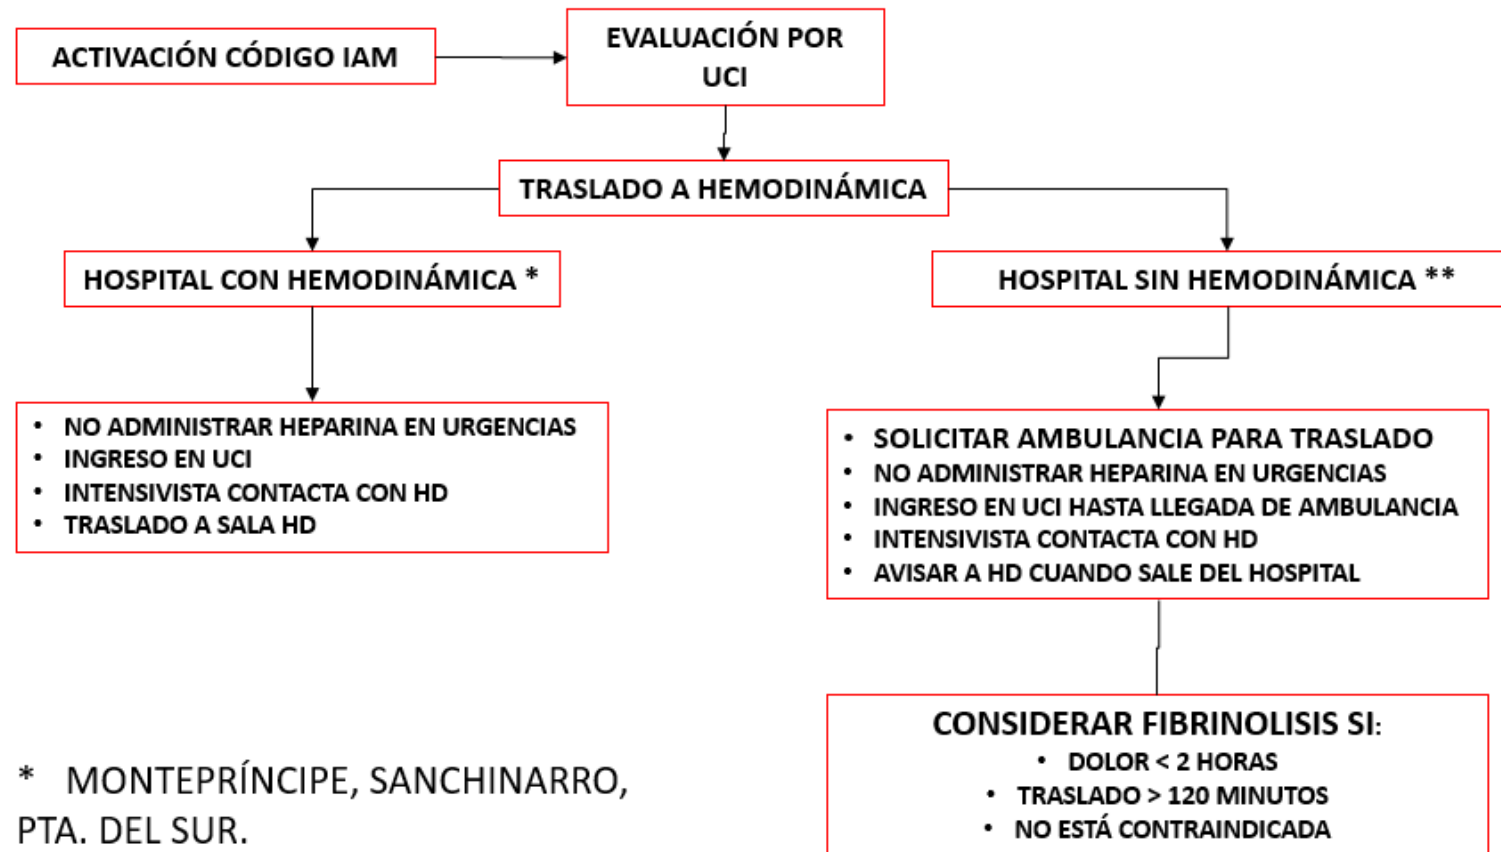 ACTIVACIÓN CÓDIGO IAM
EVALUACIÓN POR
UCI
TRASLADO A HEMODINÁMICA
HOSPITAL CON HEMODINÁMICA *
HOSPITAL SIN HEMODINÁMICA **
• NO ADMINISTRAR HEPARINA EN URGENCIAS
• INGRESO EN UCI
• INTENSIVISTA CONTACTA CON HD
• TRASLADO A SALA HD
• SOLICITAR AMBULANCIA PARA TRASLADO
• NO ADMINISTRAR HEPARINA EN URGENCIAS
• INGRESO EN UCI HASTA LLEGADA DE AMBULANCIA
• INTENSIVISTA CONTACTA CON HD
• AVISAR A HD CUANDO SALE DEL HOSPITAL
CONSIDERAR FIBRINOLISIS SI:
• DOLOR < 2 HORAS
• TRASLADO > 120 MINUTOS
• NO ESTÁ CONTRAINDICADA
* MONTEPRÍNCIPE, SANCHINARRO,
PTA. DEL SUR.